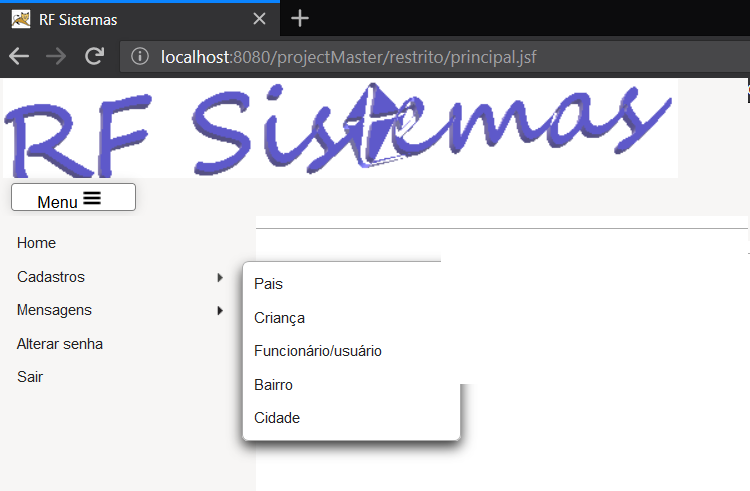 RF Sistemas
localhost:8080/projectMaster/restrito/principal.jsf
RF Sistemas
Menu
Home
Cadastros
Mensagens
Alterar senha
Sair
Pais
Criança
Funcionário/usuário
Bairro
Cidade